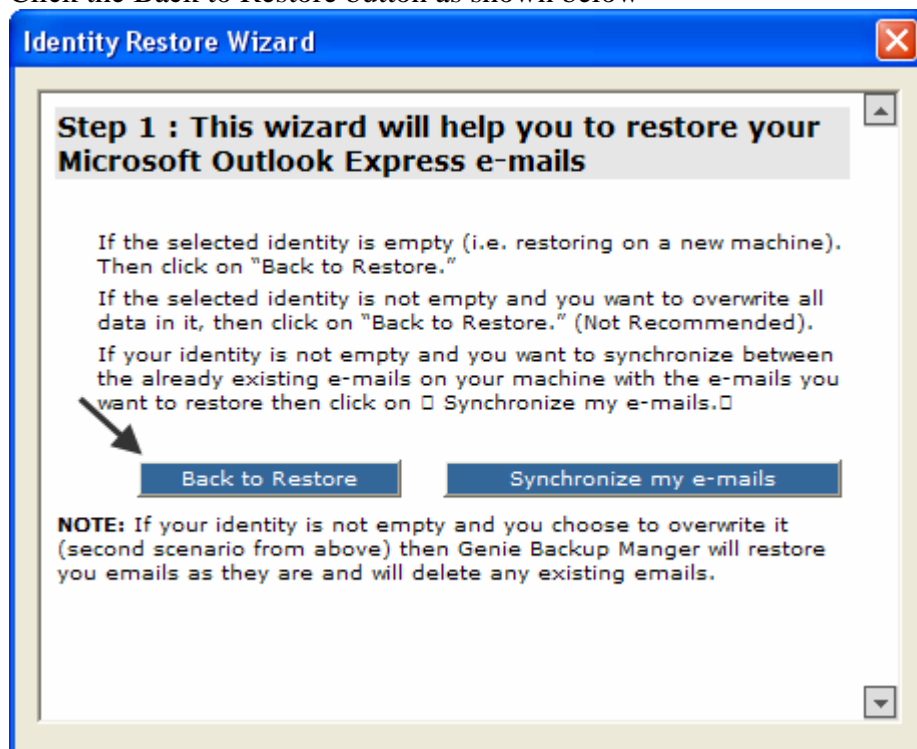 Click the Back to Restore button as shown below
Identity Restore Wizard
Step 1 : This wizard will help you to restore your
Microsoft Outlook Express e-mails
If the selected identity is empty (i.e. restoring on a new machine).
Then click on “Back to Restore.”
If the selected identity is not empty and you want to overwrite all
data in it, then click on “Back to Restore.” (Not Recommended).
If your identity is not empty and you want to synchronize between
the already existing e-mails on your machine with the e-mails you
want to restore then click on □ Synchronize my e-mails.□
Back to Restore
Synchronize my e-mails
NOTE: If your identity is not empty and you choose to overwrite it
(second scenario from above) then Genie Backup Manger will restore
you emails as they are and will delete any existing emails.